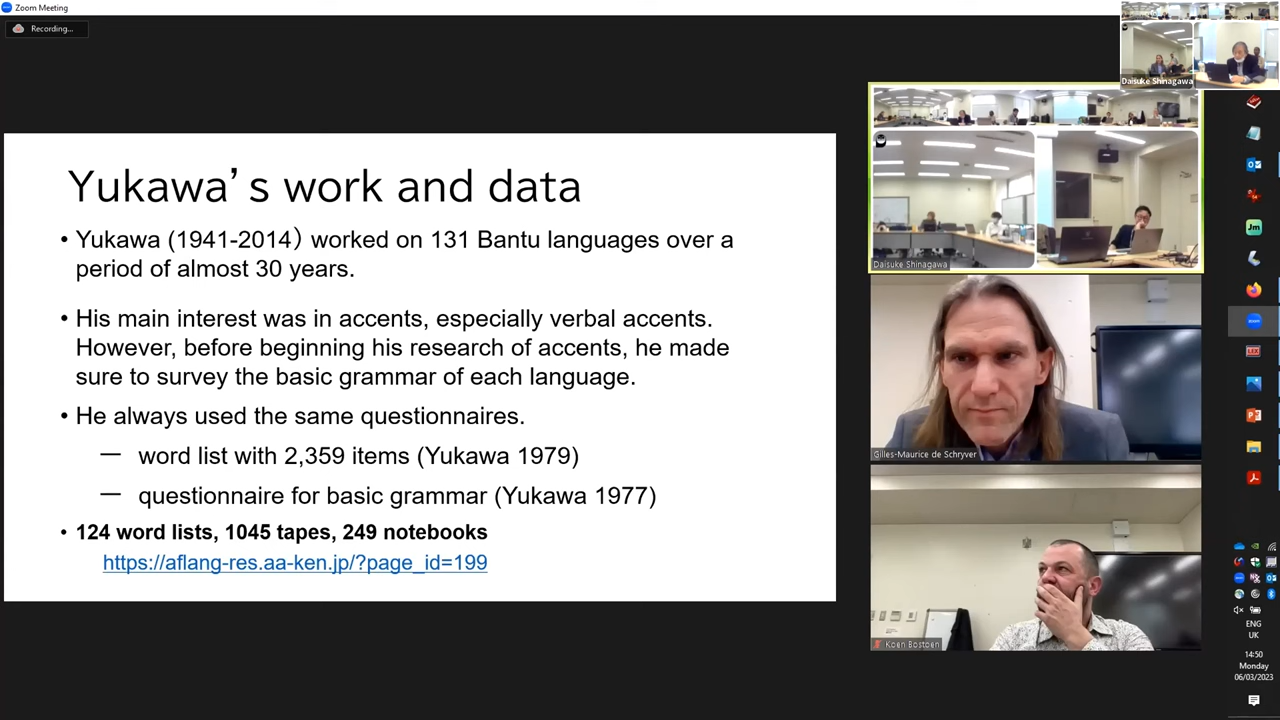 Zoom Meeting
Recording...
Daisuke Shinagawa
Yukawa’s work and data
• Yukawa (1941-2014) worked on 131 Bantu languages over a
period of almost 30 years.
• His main interest was in accents, especially verbal accents.
However, before beginning his research of accents, he made
sure to survey the basic grammar of each language.
• He always used the same questionnaires.
— word list with 2,359 items (Yukawa 1979)
— questionnaire for basic grammar (Yukawa 1977)
• 124 word lists, 1045 tapes, 249 notebooks
https://aflang-res.aa-ken.jp/?page_id=199
Daisuke Shinagawa
Gilles-Maurice de Schryver
Koen Bostoen
Jm
zoom
LEX
ENG
UK
14:50
Monday
06/03/2023